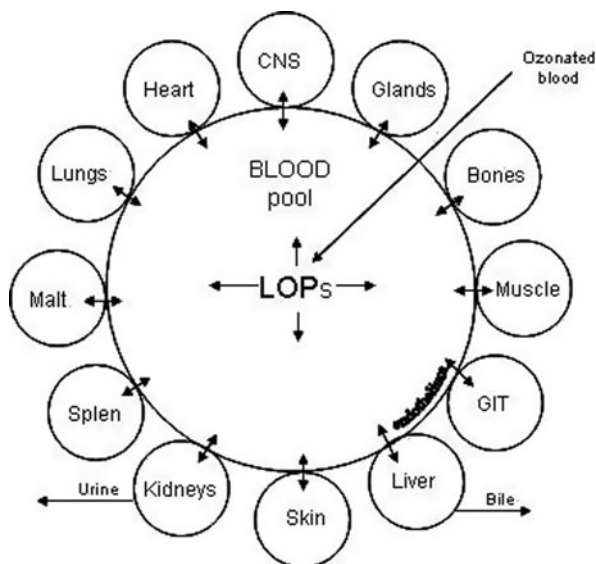 CNS
Ozonated
blood
Heart
Glands
Lungs
BLOOD
pool
Bones
LOPs
Malt
Muscle
endothelium
Splen
GIT
Urine
Kidneys
Skin
Liver
Bile